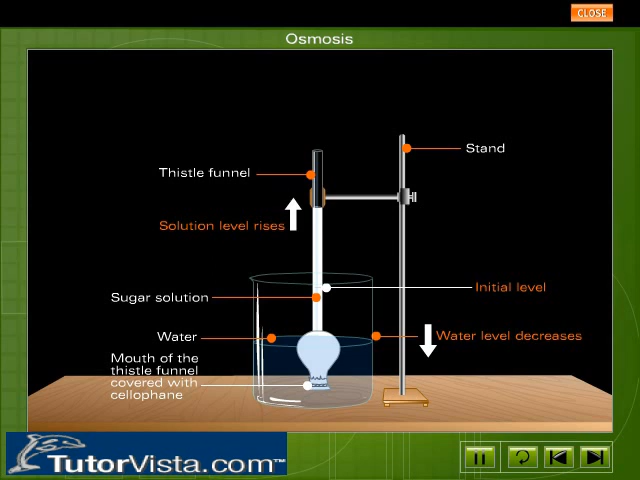 CLOSE
Osmosis
Stand
Thistle funnel
Solution level rises
Initial level
Sugar solution
Water
Water level decreases
Mouth of the
thistle funnel
covered with
cellophane
TutorVista.com™